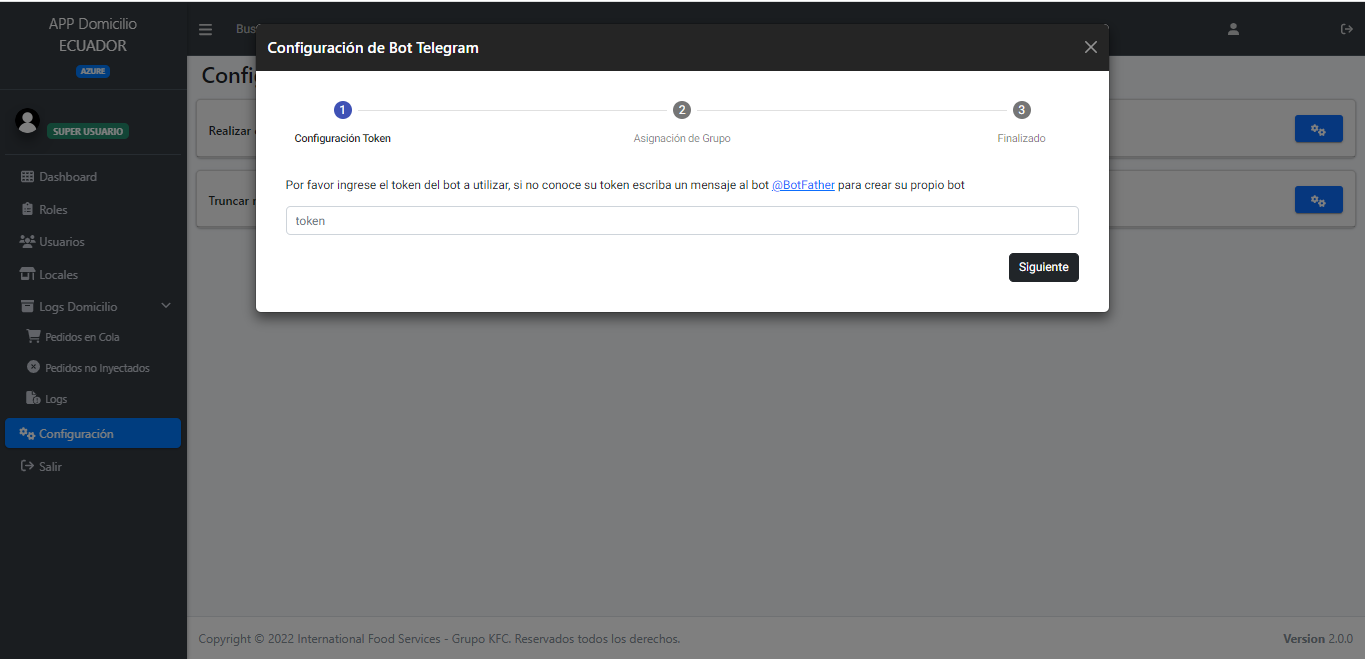 APP Domicilio
ECUADOR
AZURE
SUPER USUARIO
Dashboard
Roles
Usuarios
Locales
Logs Domicilio
Pedidos en Cola
Pedidos no Inyectados
Logs
Configuración
Salir
Configuración de Bot Telegram
1
2
3
Configuración Token
Asignación de Grupo
Finalizado
Realizar
Por favor ingrese el token del bot a utilizar, si no conoce su token escriba un mensaje al bot @BotFather para crear su propio bot
Truncar
token
Siguiente
Copyright © 2022 International Food Services - Grupo KFC. Reservados todos los derechos.
Version 2.0.0